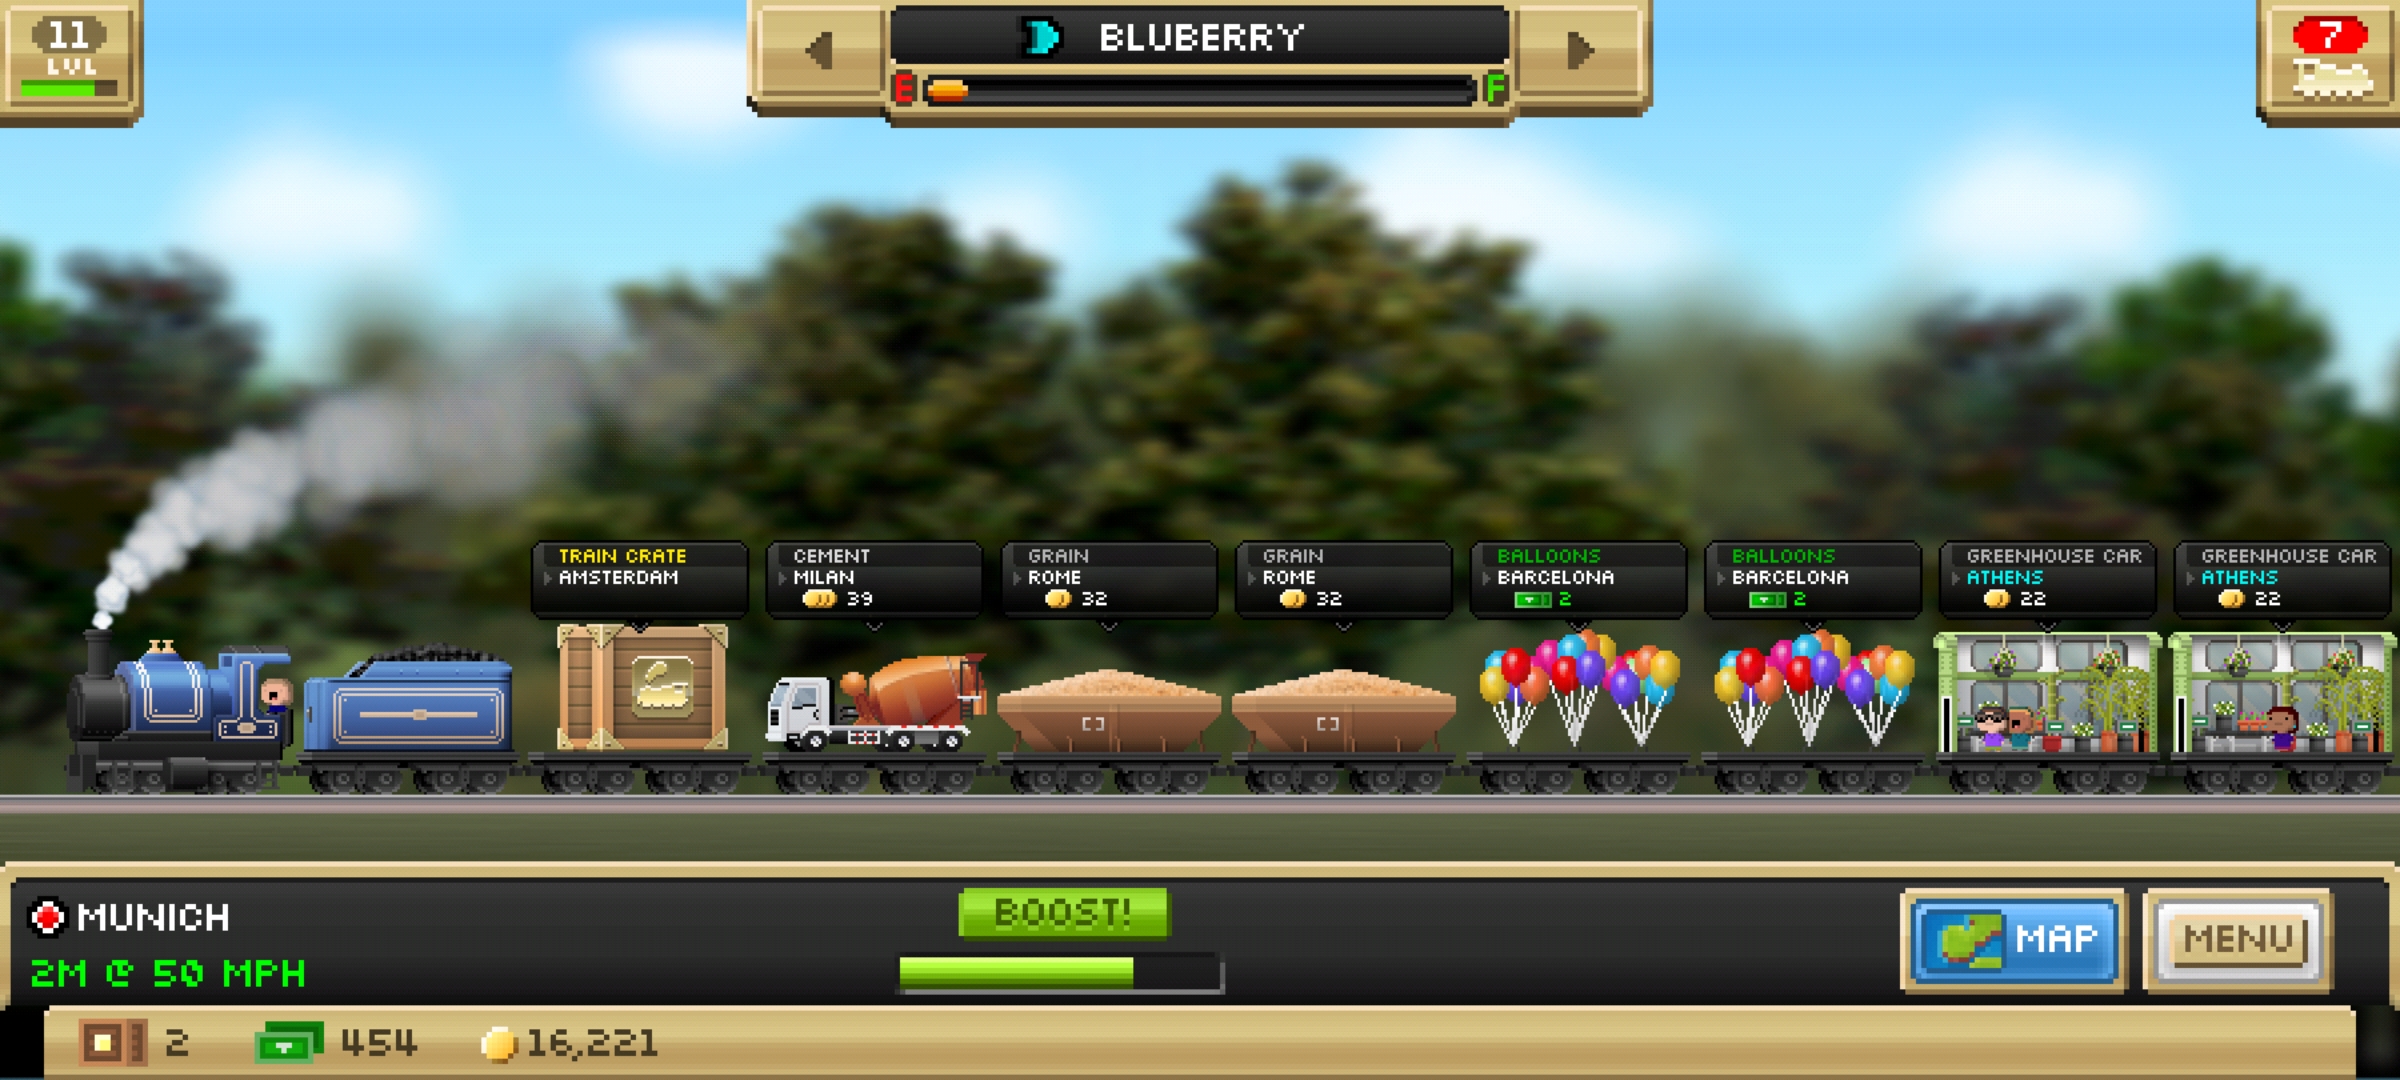 11
LVL
BLUBERRY
E
F
7
TRAIN CRATE
AMSTERDAM
CEMENT
MILAN
39
GRAIN
ROME
32
GRAIN
ROME
32
BALLOONS
BARCELONA
2
BALLOONS
BARCELONA
2
GREENHOUSE CAR
ATHENS
22
GREENHOUSE CAR
ATHENS
22
MUNICH
2M @ 50 MPH
BOOST!
MAP
MENU
2
454
16,221